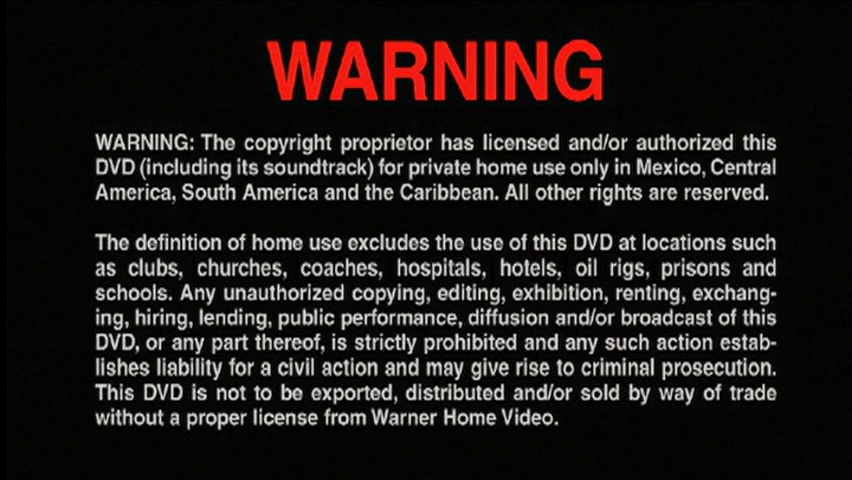 WARNING
WARNING: The copyright proprietor has licensed and/or authorized this
DVD (including its soundtrack) for private home use only in Mexico, Central
America, South America and the Caribbean. All other rights are reserved.
The definition of home use excludes the use of this DVD at locations such
as clubs, churches, coaches, hospitals, hotels, oil rigs, prisons and
schools. Any unauthorized copying, editing, exhibition, renting, exchang-
ing, hiring, lending, public performance, diffusion and/or broadcast of this
DVD, or any part thereof, is strictly prohibited and any such action estab-
lishes liability for a civil action and may give rise to criminal prosecution.
This DVD is not to be exported, distributed and/or sold by way of trade
without a proper license from Warner Home Video.